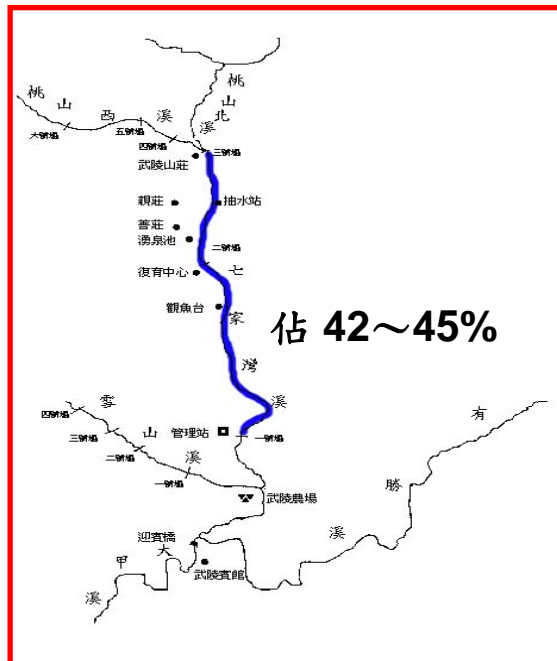 桃山北溪
桃山西溪
六號壩
五號壩
四號壩
三號壩
武陵山莊
親莊
抽水站
善莊
湧泉池
二號壩
復育中心
七家灣溪
觀魚台
佔 42～45%
四號壩
雪山溪
三號壩
二號壩
一號壩
管理站
一號壩
有勝溪
武陵農場
迎賓橋
大甲溪
武陵賓館